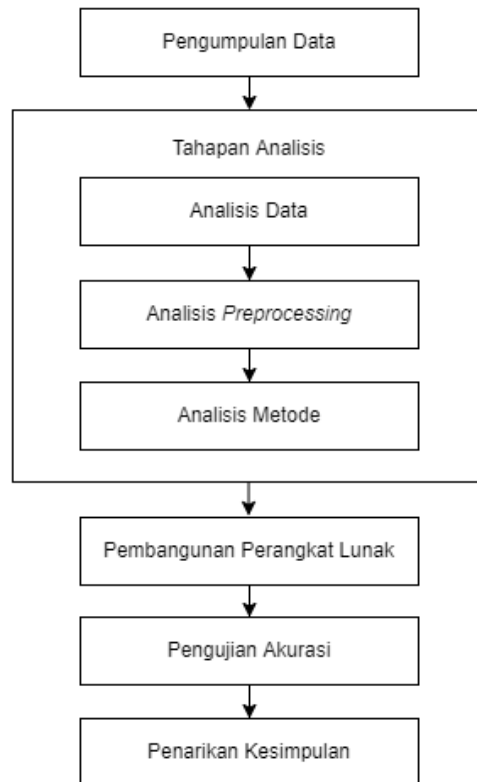 Pengumpulan Data
Tahapan Analisis
Analisis Data
Analisis Preprocessing
Analisis Metode
Pembangunan Perangkat Lunak
Pengujian Akurasi
Penarikan Kesimpulan